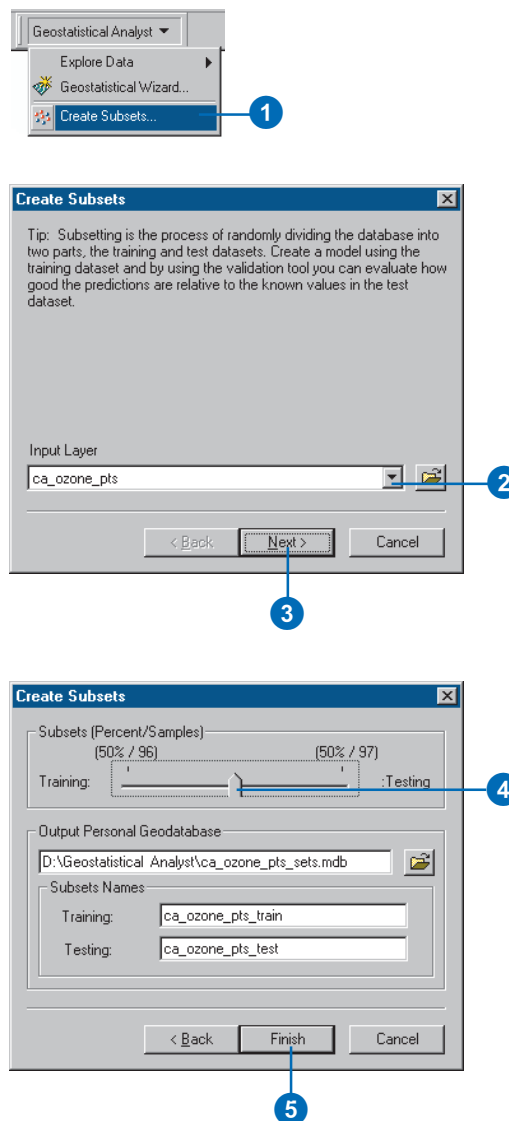 Geostatistical Analyst
Explore Data
Geostatistical Wizard...
Create Subsets...
1
Create Subsets
Tip: Subsetting is the process of randomly dividing the database into
two parts, the training and test datasets. Create a model using the
training dataset and by using the validation tool you can evaluate how
good the predictions are relative to the known values in the test
dataset.
Input Layer
ca_ozone_pts
2
< Back Next > Cancel
3
Create Subsets
Subsets (Percent/Samples)
(50% / 96) (50% / 97)
Training: :Testing
4
Output Personal Geodatabase
D:\Geostatistical Analyst\ca_ozone_pts_sets.mdb
Subsets Names
Training: ca_ozone_pts_train
Testing: ca_ozone_pts_test
< Back Finish Cancel
5